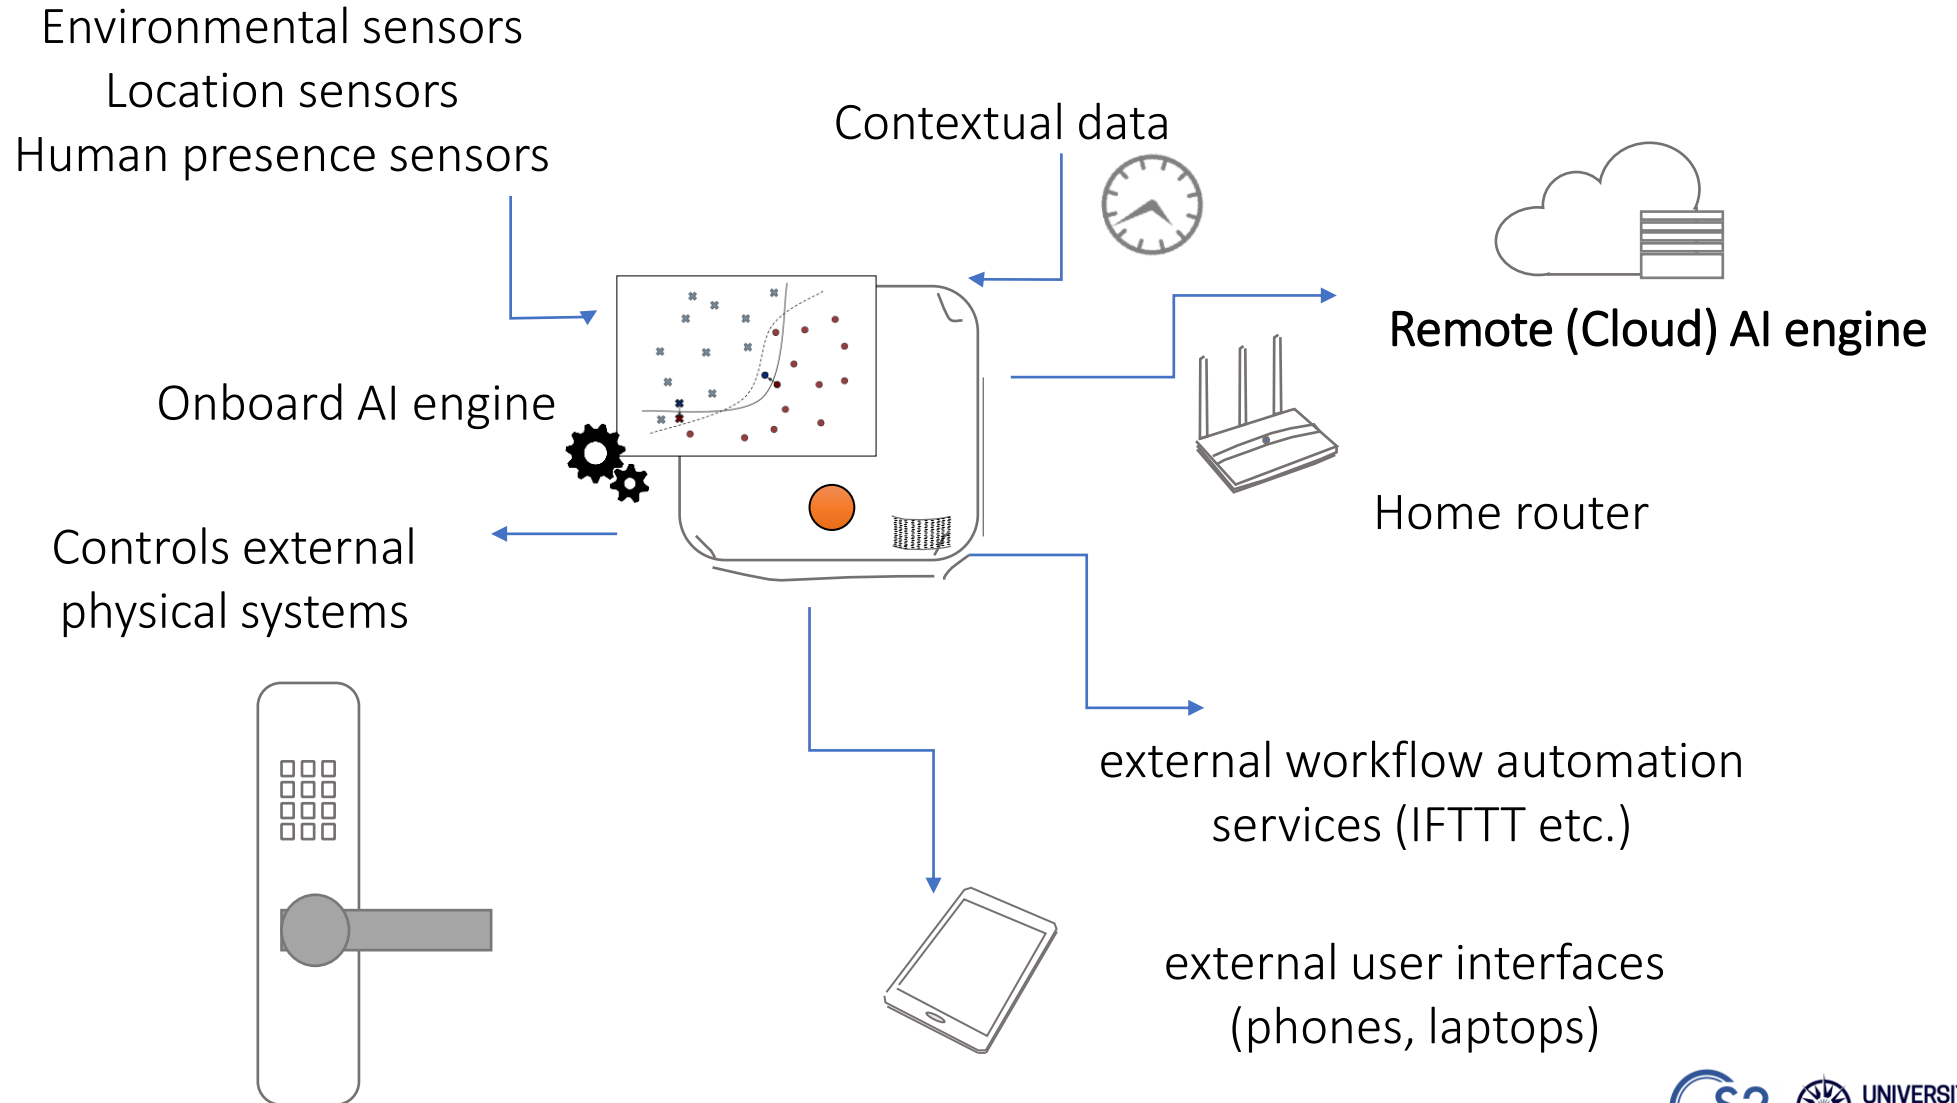 Environmental sensors
Location sensors
Human presence sensors
Contextual data
Remote (Cloud) AI engine
Onboard AI engine
Home router
Controls external
physical systems
external workflow automation
services (IFTTT etc.)
external user interfaces
(phones, laptops)